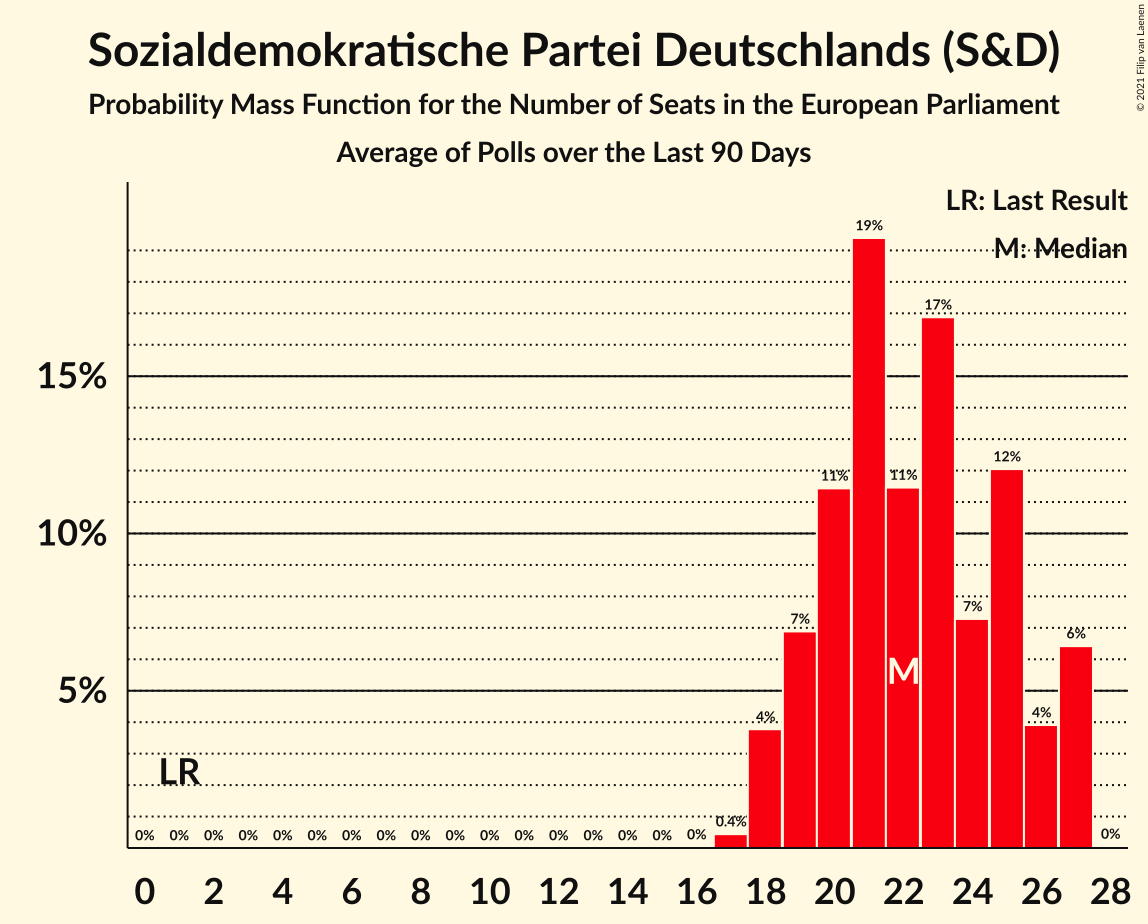 Sozialdemokratische Partei Deutschlands (S&D)
Probability Mass Function for the Number of Seats in the European Parliament
Average of Polls over the Last 90 Days
© 2021 Filip van Laenen
LR: Last Result
M: Median
19%
17%
15%
12%
11% 11%
10%
7% 7%
6%
5%
M
4% 4%
LR
0.4%
0% 0% 0% 0% 0% 0% 0% 0% 0% 0% 0% 0% 0% 0% 0% 0% 0% 0%
0 2 4 6 8 10 12 14 16 18 20 22 24 26 28